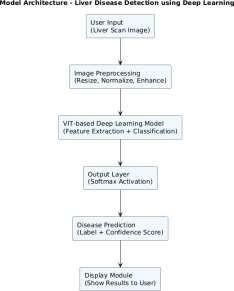 Model Architecture - Liver Disease Detection using Deep Learning
User Input
(Liver Scan Image)
Image Preprocessing
(Resize, Normalize, Enhance)
VIT-based Deep Learning Model
(Feature Extraction + Classification)
Output Layer
(Softmax Activation)
Disease Prediction
(Label + Confidence Score)
Display Module
(Show Results to User)